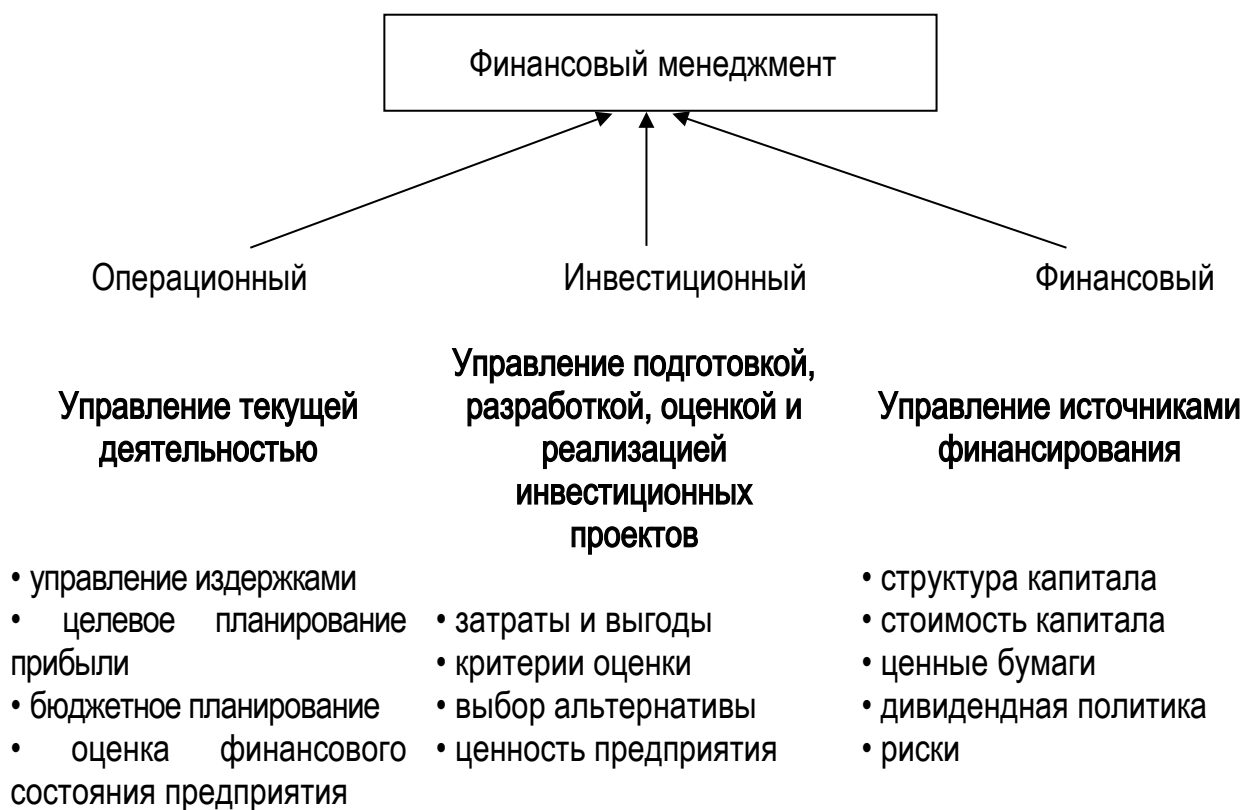 Финансовый менеджмент
Операционный
Инвестиционный
Финансовый
Управление текущей
деятельностью
Управление подготовкой,
разработкой, оценкой и
реализацией
инвестиционных
проектов
Управление источниками
финансирования
• управление издержками
• целевое планирование
прибыли
• бюджетное планирование
• оценка финансового
состояния предприятия
• затраты и выгоды
• критерии оценки
• выбор альтернативы
• ценность предприятия
• структура капитала
• стоимость капитала
• ценные бумаги
• дивидендная политика
• риски